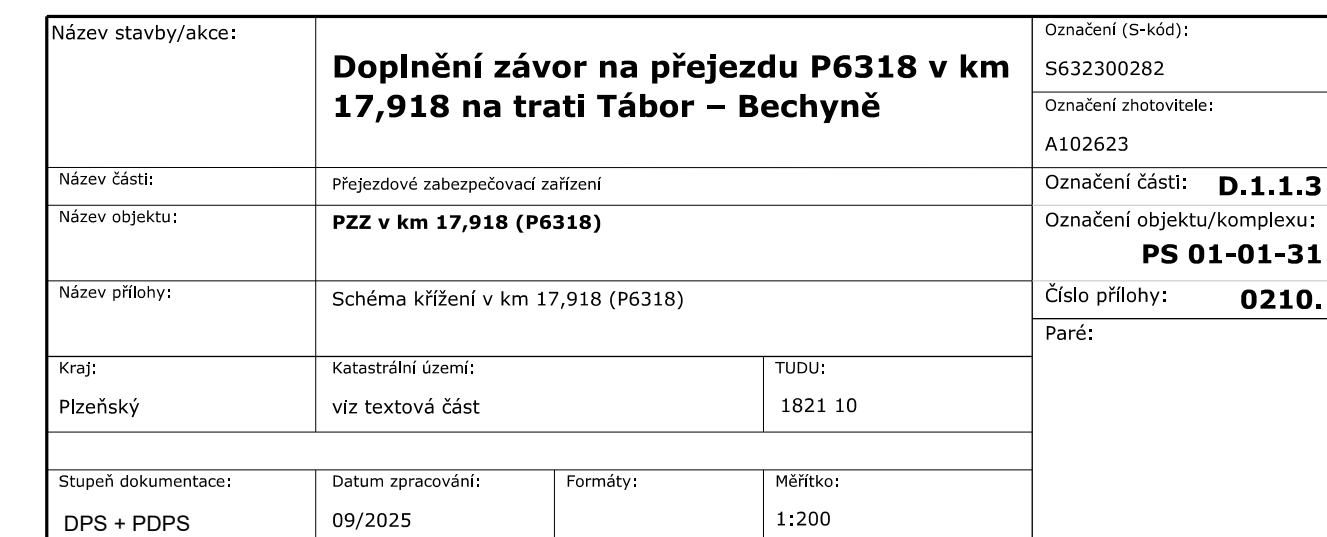 Název stavby/akce:
Doplnění závor na přejezdu P6318 v km
17,918 na trati Tábor – Bechyně
Označení (S-kód):
S632300282
Označení zhotovitele:
A102623
Název části:
Přejezdové zabezpečovací zařízení
Označení části: D.1.1.3
Název objektu:
PZZ v km 17,918 (P6318)
Označení objektu/komplexu:
PS 01-01-31
Název přílohy:
Schéma křížení v km 17,918 (P6318)
Číslo přílohy: 0210.
Paré:
Kraj:
Plzeňský
Katastrální území:
viz textová část
TUDU:
1821 10
Stupeň dokumentace:
DPS + PDPS
Datum zpracování:
09/2025
Formáty:
Měřítko:
1:200